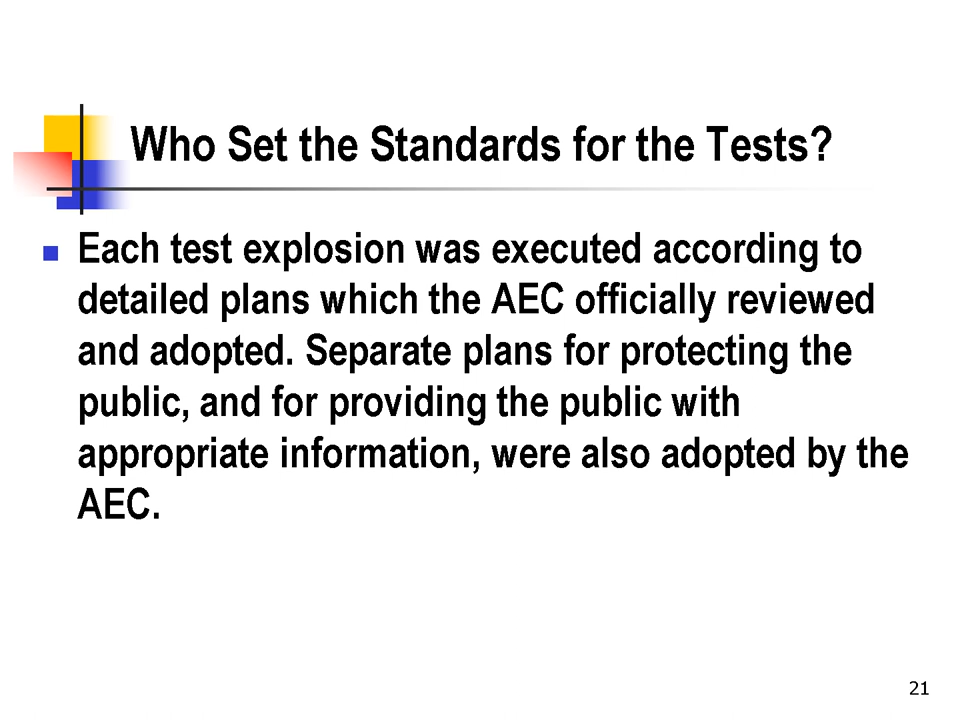 Who Set the Standards for the Tests?
Each test explosion was executed according to
detailed plans which the AEC officially reviewed
and adopted. Separate plans for protecting the
public, and for providing the public with
appropriate information, were also adopted by the
AEC.
21